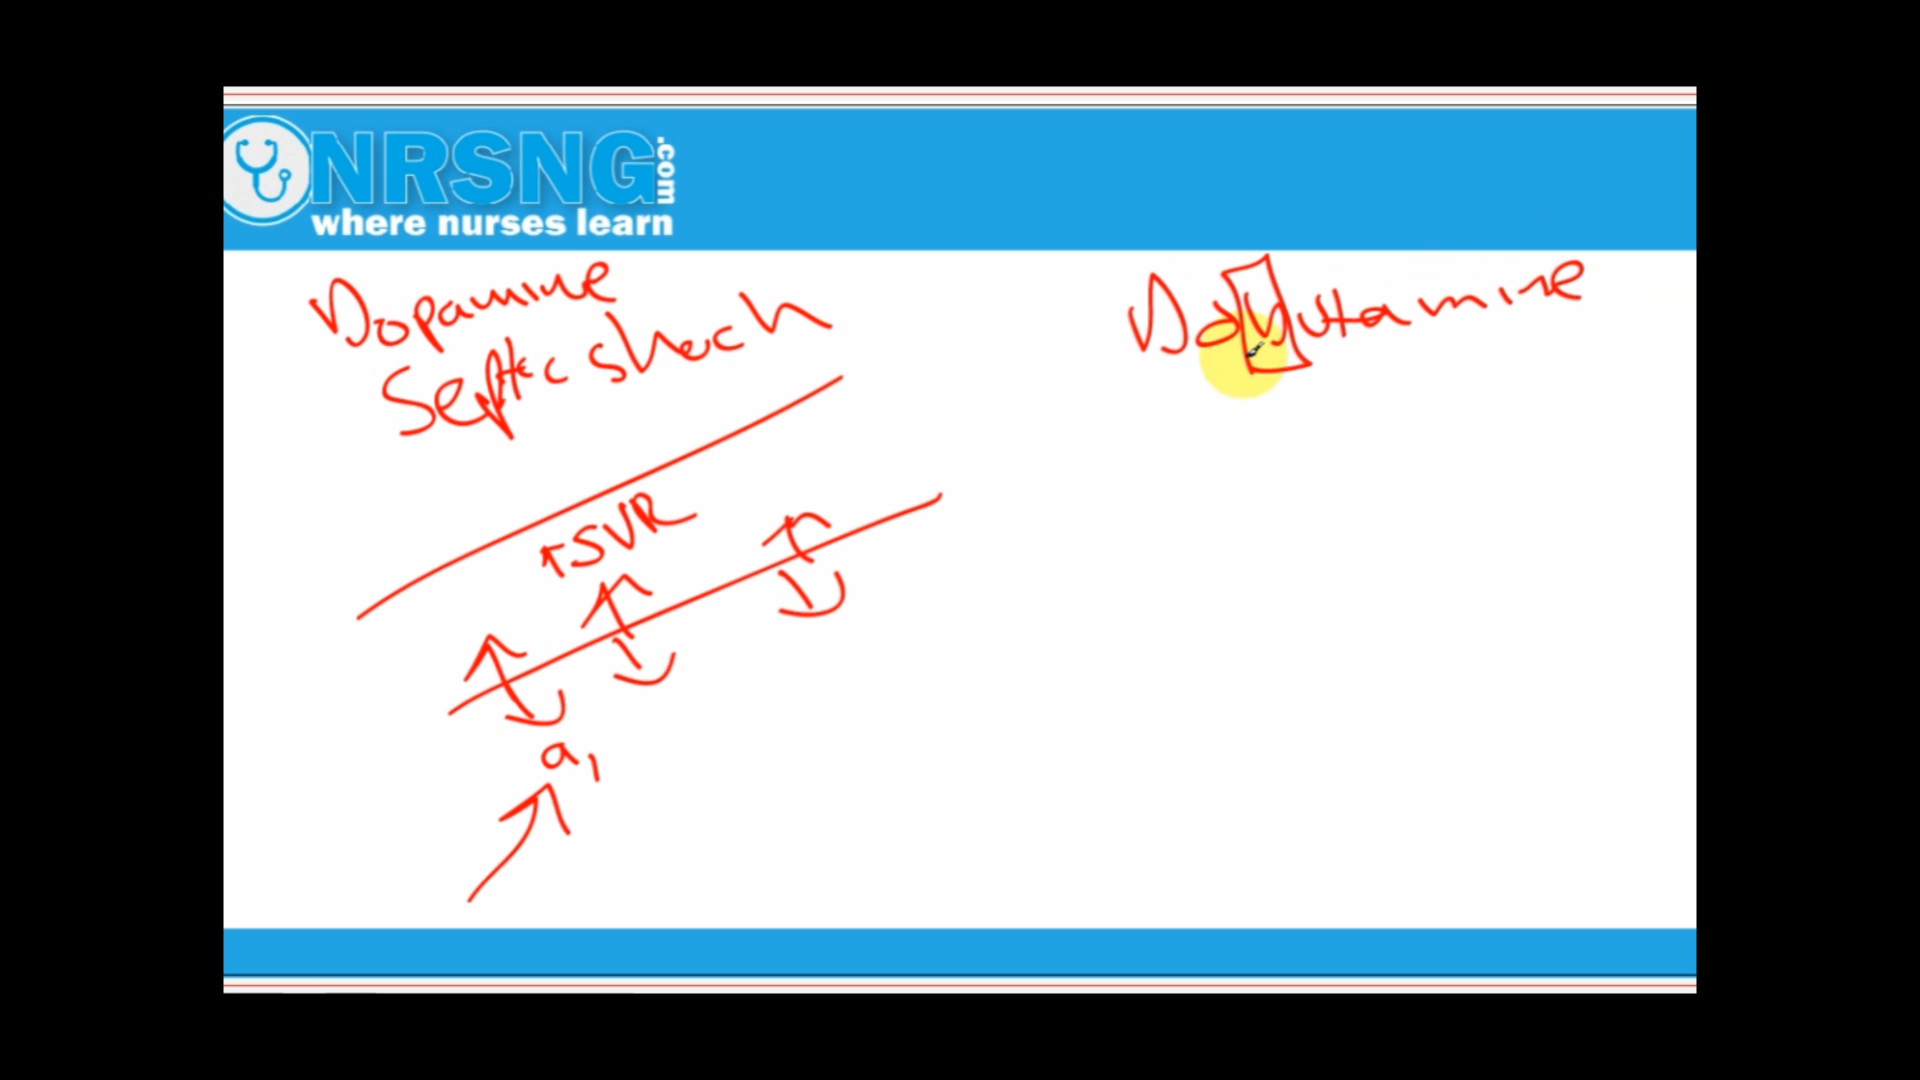 NRSNG.com
where nurses learn
Dopamine
Septic shock
↑SVR
a1
Dobutamine